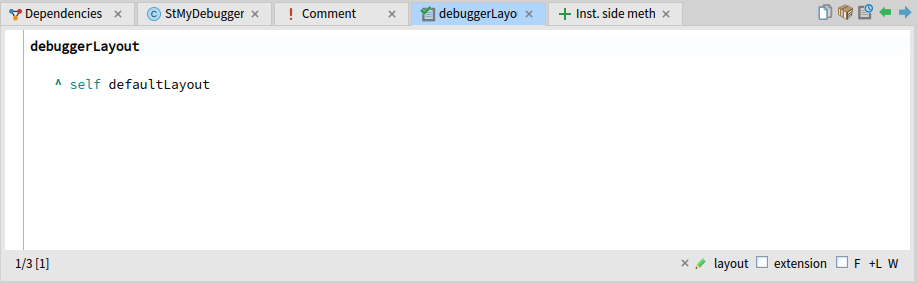 Dependencies StMyDebugger Comment debuggerLayo Inst. side meth
debuggerLayout
^ self defaultLayout
1/3 [1] layout extension F +L W